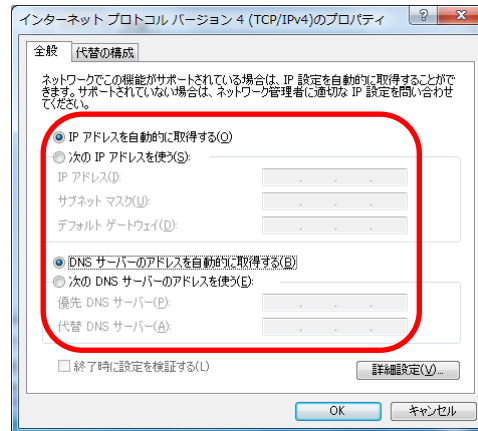 インターネット プロトコル バージョン 4 (TCP/IPv4)のプロパティ
全般
代替の構成
ネットワークでこの機能がサポートされている場合は、IP 設定を自動的に取得することがで
きます。サポートされていない場合は、ネットワーク管理者に適切な IP 設定を問い合わせ
てください。
IP アドレスを自動的に取得する(O)
次の IP アドレスを使う(S):
IP アドレス(I):
サブネット マスク(U):
デフォルト ゲートウェイ(D):
DNS サーバーのアドレスを自動的に取得する(B)
次の DNS サーバーのアドレスを使う(E):
優先 DNS サーバー(P):
代替 DNS サーバー(A):
終了時に設定を検証する(L)
詳細設定(V)...
OK
キャンセル